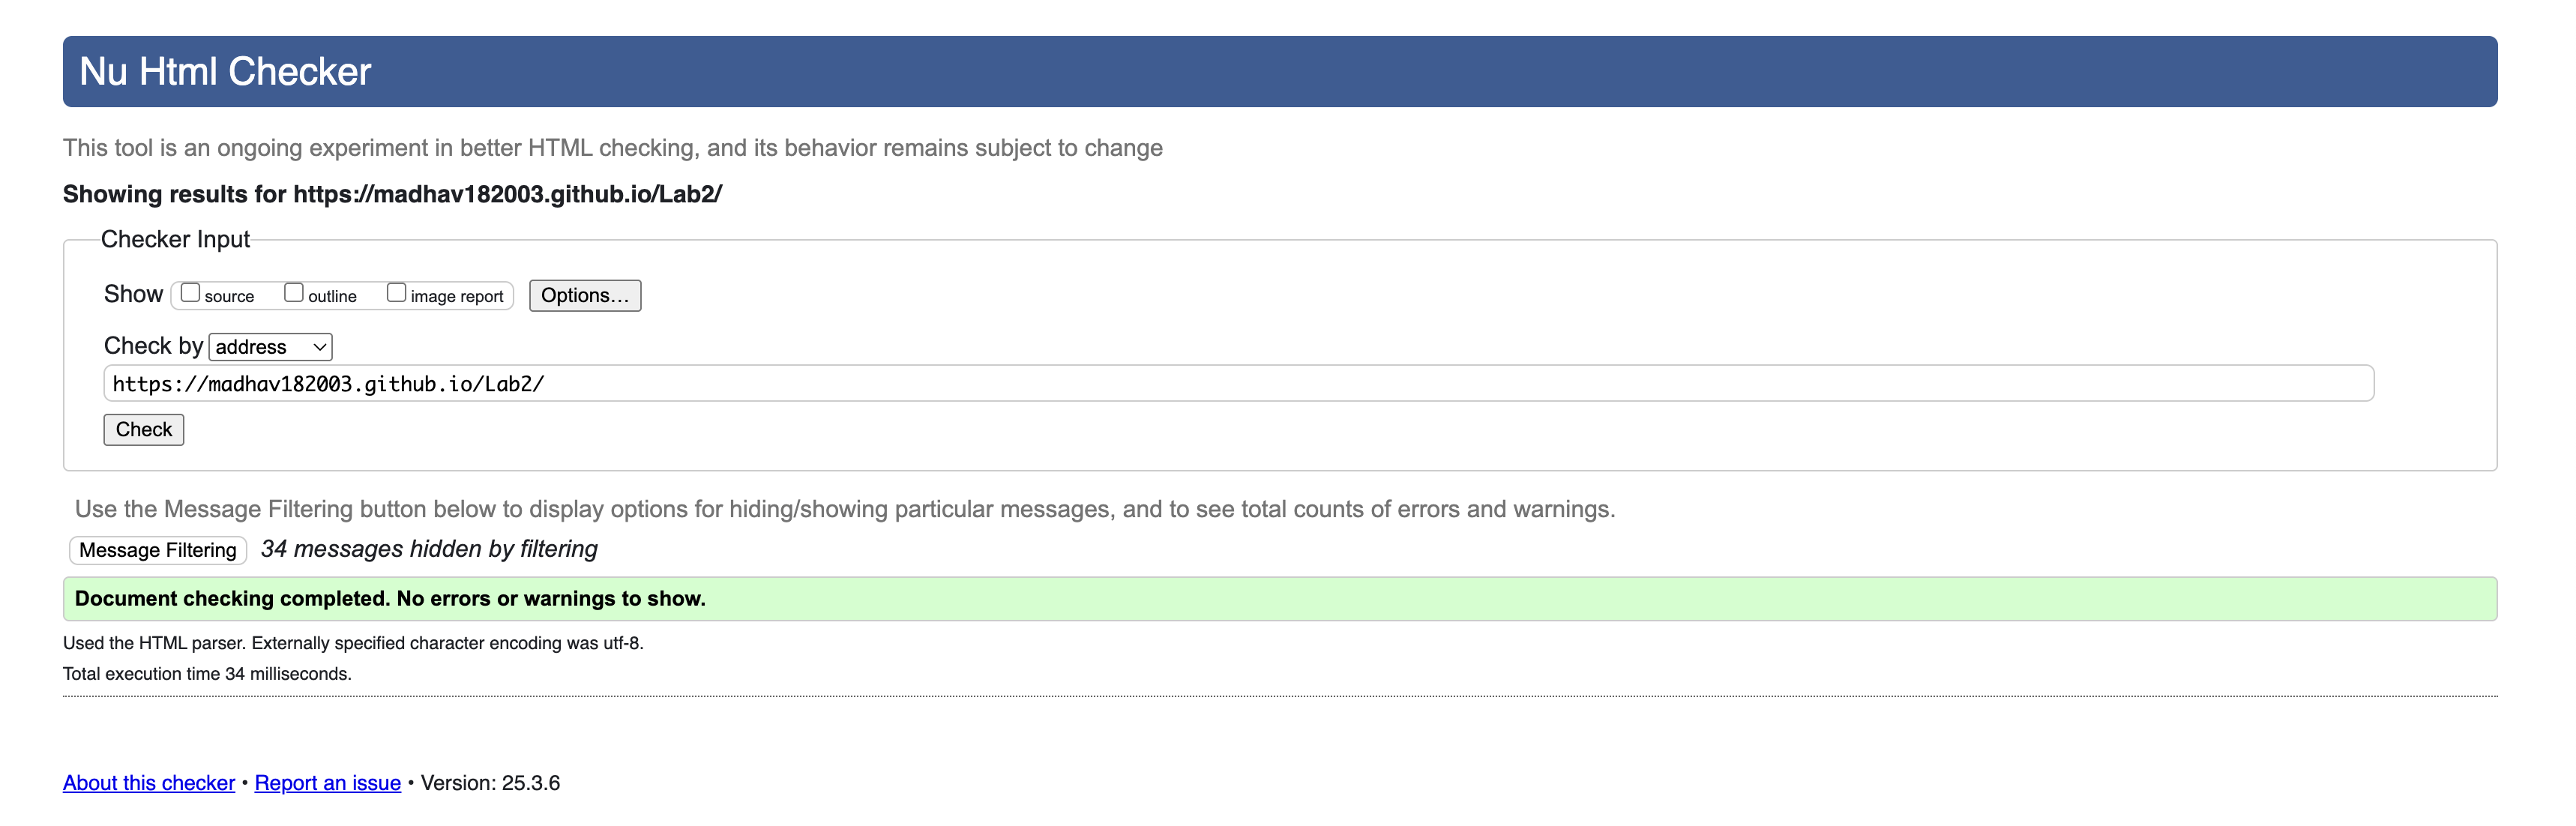 Nu Html Checker
This tool is an ongoing experiment in better HTML checking, and its behavior remains subject to change
Showing results for https://madhav182003.github.io/Lab2/
Checker Input
Show source outline image report Options…
Check by address
https://madhav182003.github.io/Lab2/
Check
Use the Message Filtering button below to display options for hiding/showing particular messages, and to see total counts of errors and warnings.
Message Filtering 34 messages hidden by filtering
Document checking completed. No errors or warnings to show.
Used the HTML parser. Externally specified character encoding was utf-8.
Total execution time 34 milliseconds.
About this checker • Report an issue • Version: 25.3.6